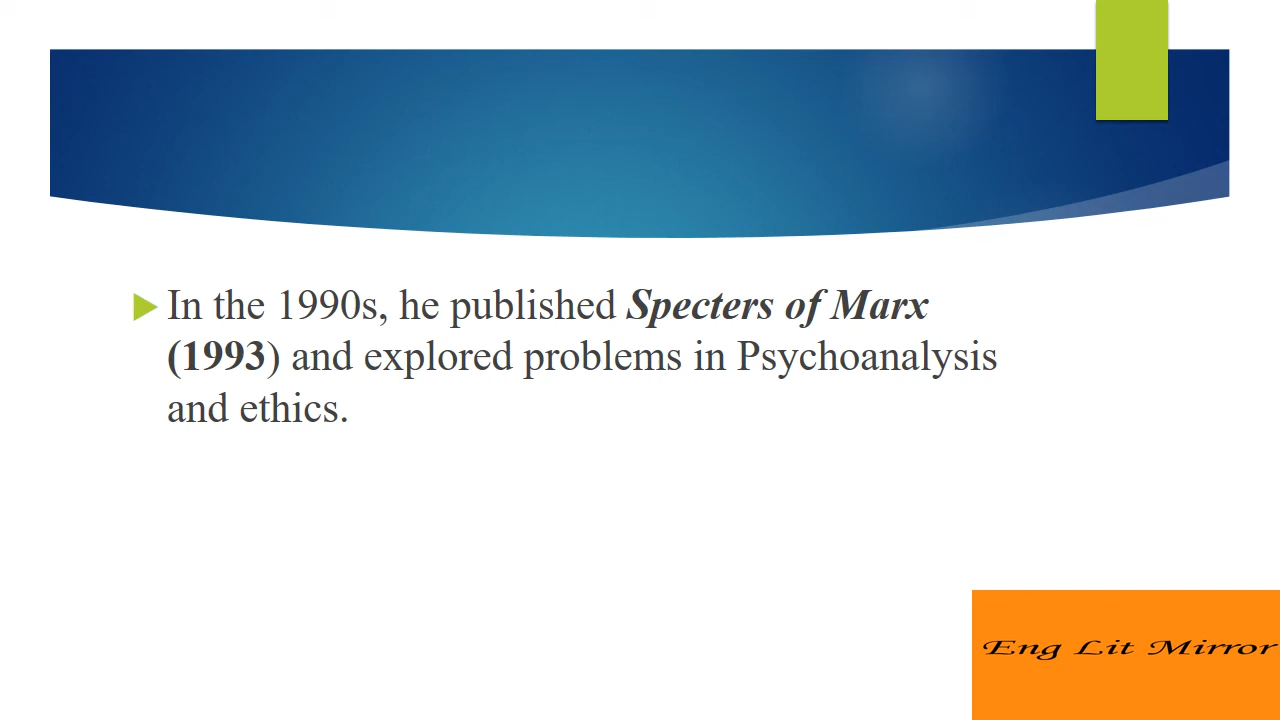 In the 1990s, he published Specters of Marx
(1993) and explored problems in Psychoanalysis
and ethics.
Eng Lit Mirror